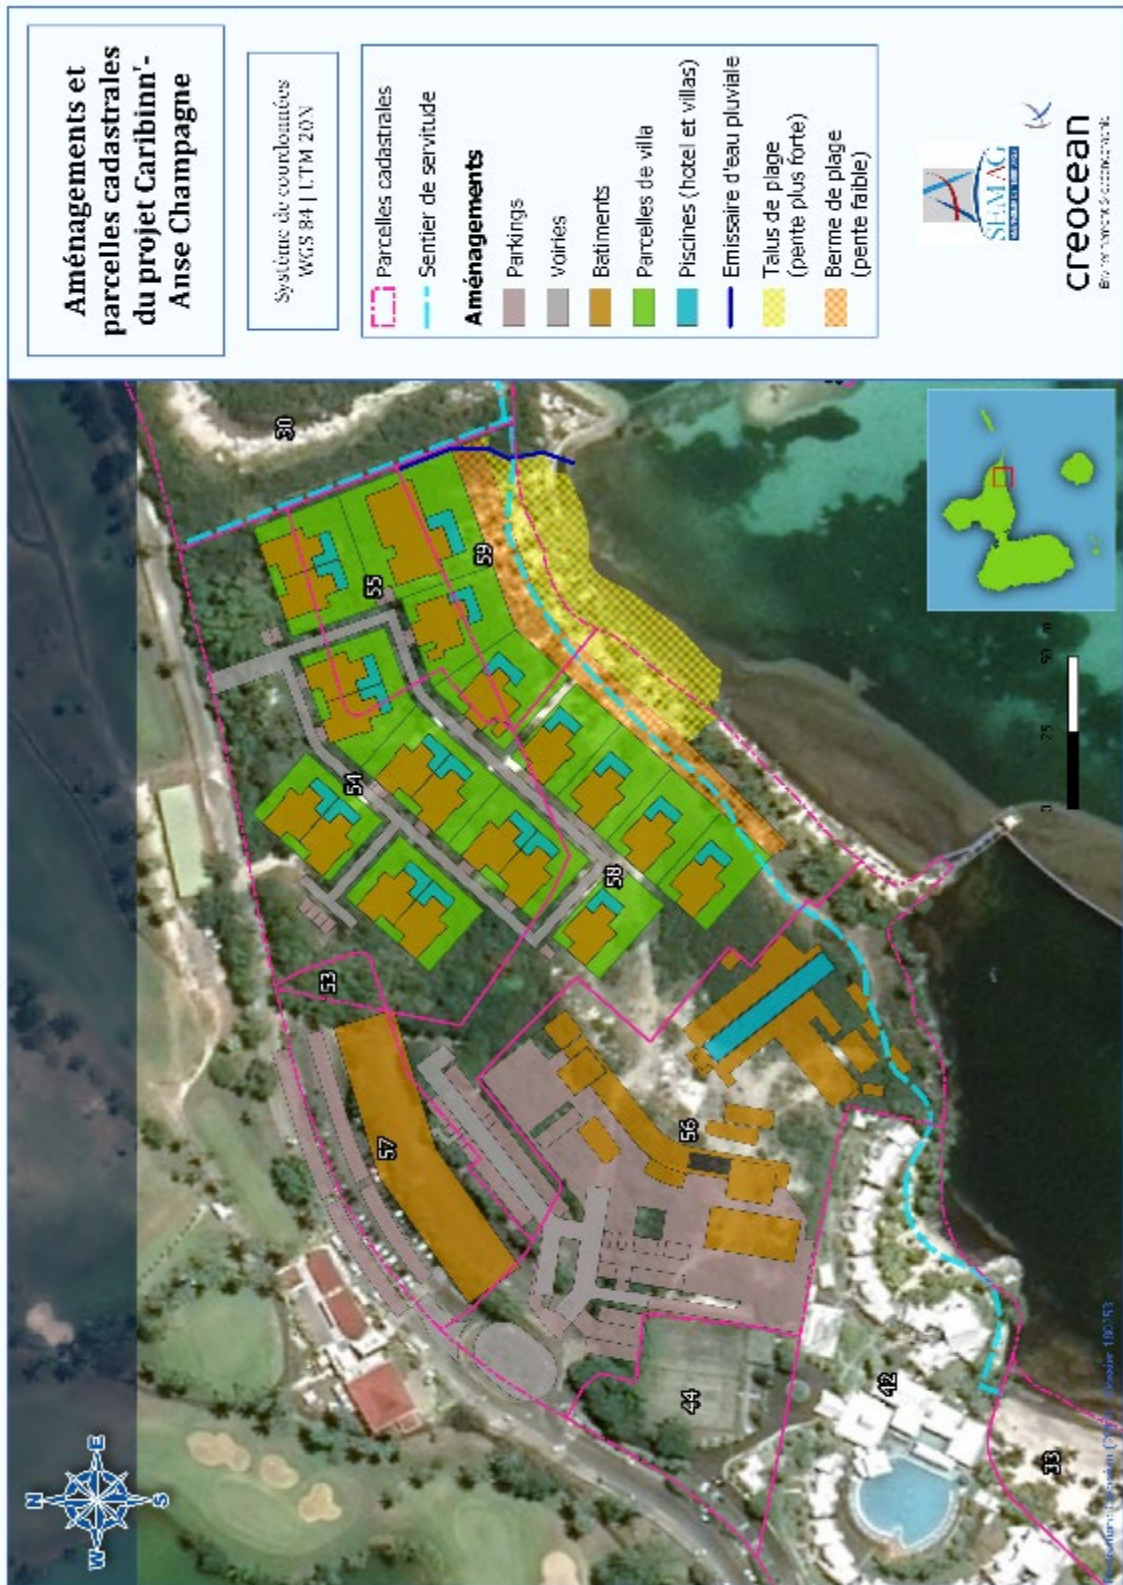 Aménagements et
parcelles cadastrales
du projet Caribinn'-
Anse Champagne
Système de courdonnées
WGS 84 | UTM 20N
Parcelles cadastrales
Sentier de servitude
Aménagements
Parkings
Voiries
Batiments
Parcelles de villa
Piscines (hotel et villas)
Emissaire d'eau pluviale
Talus de plage
(pente plus forte)
Berme de plage
(pente faible)
SEMAG
creocean
N
W E
S
30
55
59
54
58
53
57
56
44
42
33
0 25 50 m